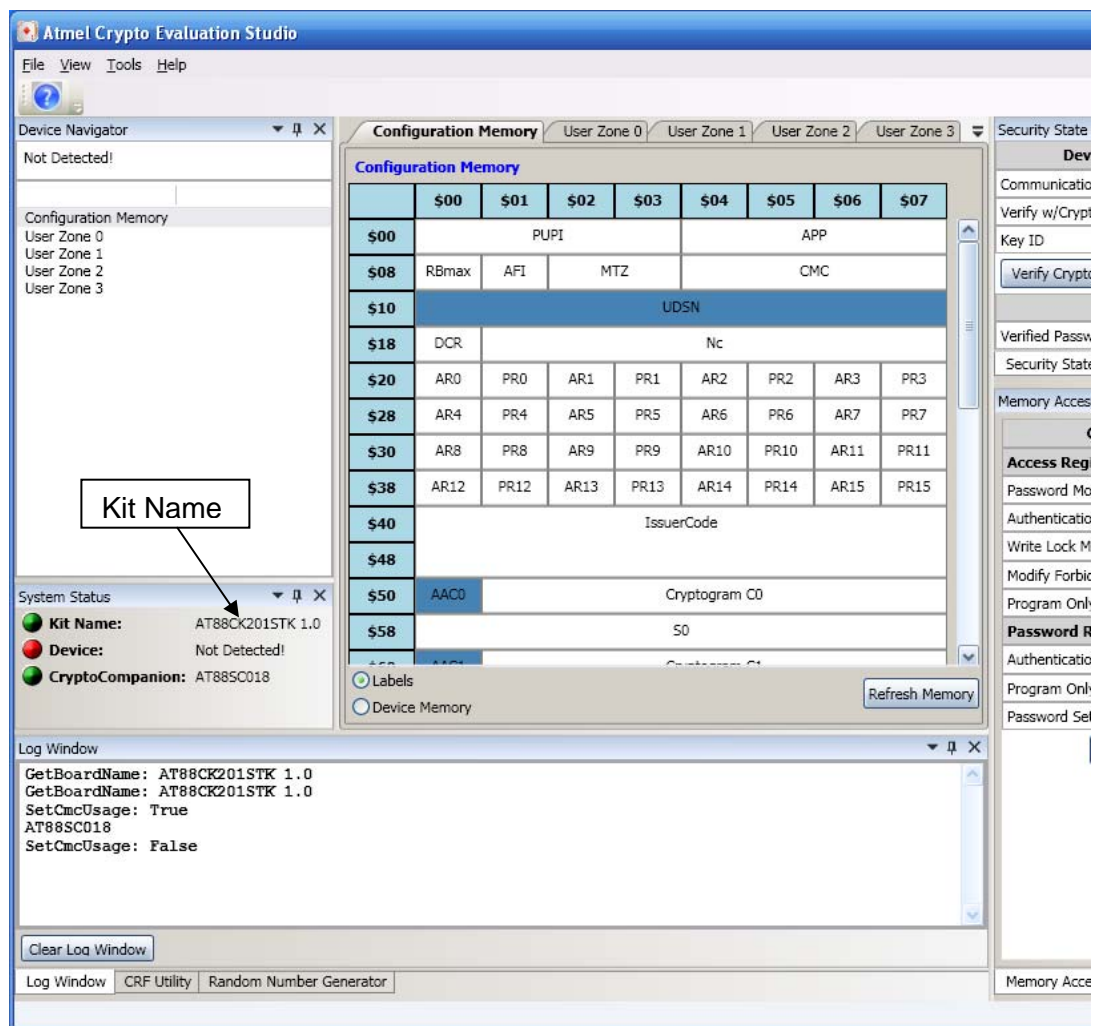 Atmel Crypto Evaluation Studio
File View Tools Help
Device Navigator
Not Detected!
Configuration Memory
User Zone 0
User Zone 1
User Zone 2
User Zone 3
Kit Name
System Status
Kit Name: AT88CK201STK 1.0
Device: Not Detected!
CryptoCompanion: AT88SC018
Configuration Memory User Zone 0 User Zone 1 User Zone 2 User Zone 3
Configuration Memory
$00 $01 $02 $03 $04 $05 $06 $07
$00 PUPI APP
$08 RBmax AFI MTZ CMC
$10 UDSN
$18 DCR Nc
$20 AR0 PR0 AR1 PR1 AR2 PR2 AR3 PR3
$28 AR4 PR4 AR5 PR5 AR6 PR6 AR7 PR7
$30 AR8 PR8 AR9 PR9 AR10 PR10 AR11 PR11
$38 AR12 PR12 AR13 PR13 AR14 PR14 AR15 PR15
$40 IssuerCode
$48
$50 AAC0 Cryptogram C0
$58 S0
Labels
Device Memory
Refresh Memory
Security State
Dev
Communicatio
Verify w/Crypt
Key ID
Verify Crypto
Verified Passw
Security State
Memory Acces
Access Regi
Password Mo
Authenticatio
Write Lock M
Modify Forbid
Program Only
Password R
Authenticatio
Program Only
Password Set
Log Window
GetBoardName: AT88CK201STK 1.0
GetBoardName: AT88CK201STK 1.0
SetCmcUsage: True
AT88SC018
SetCmcUsage: False
Clear Log Window
Log Window CRF Utility Random Number Generator
Memory Acce